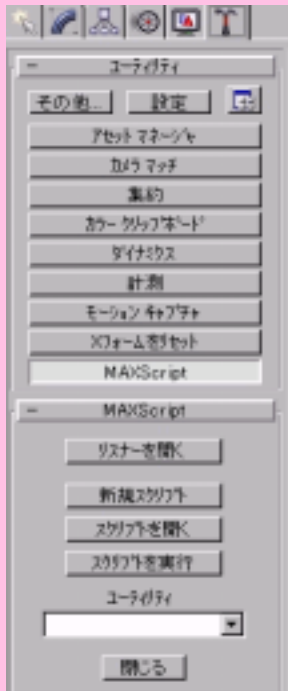 ユーティリティ
その他... 設定
アセット マネージャ
カメラ マッチ
集約
カラー クリップボード
ダイナミクス
計測
モーション キャプチャ
Xフォームをリセット
MAXScript
MAXScript
リスナーを開く
新規スクリプト
スクリプトを開く
スクリプトを実行
ユーティリティ
閉じる